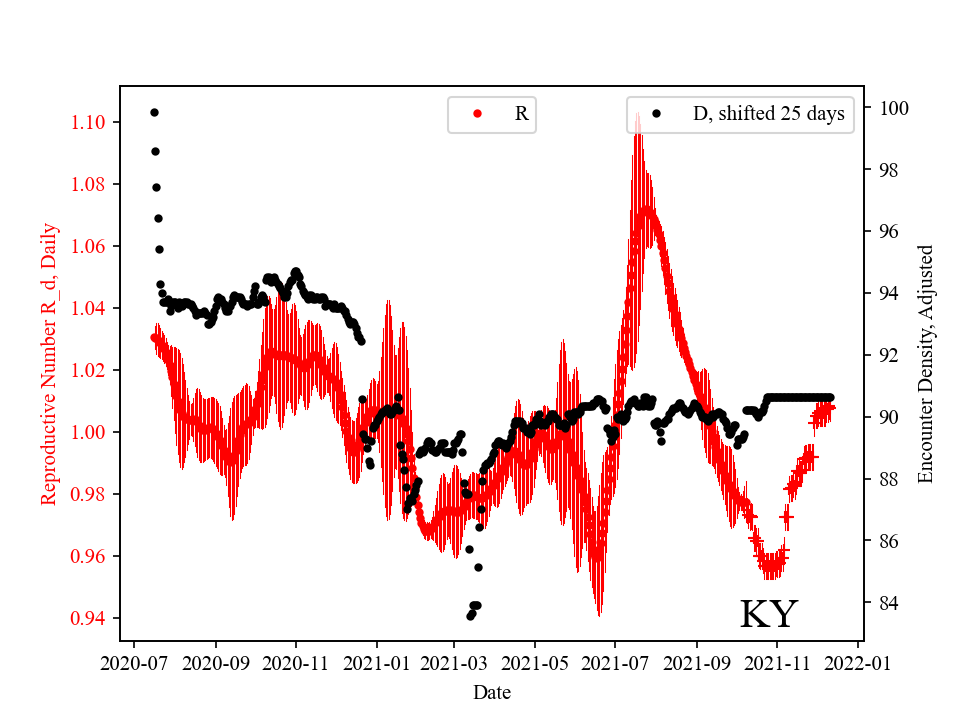 R
D, shifted 25 days
1.10
1.08
1.06
1.04
1.02
1.00
0.98
0.96
0.94
Reproductive Number R_d, Daily
100
98
96
94
92
90
88
86
84
Encounter Density, Adjusted
KY
2020-07 2020-09 2020-11 2021-01 2021-03 2021-05 2021-07 2021-09 2021-11 2022-01
Date